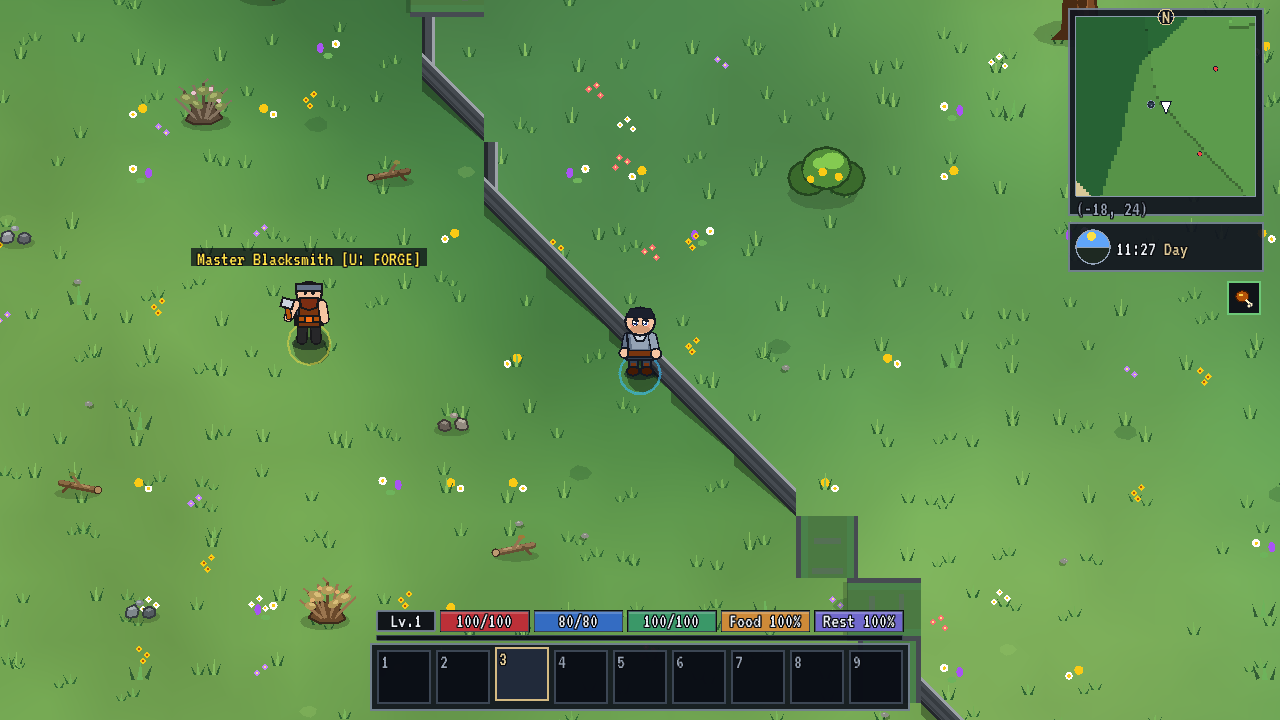 N
(-18, 24)
11:27 Day
Master Blacksmith [U: FORGE]
Lv.1
100/100
80/80
100/100
Food 100%
Rest 100%
1
2
3
4
5
6
7
8
9